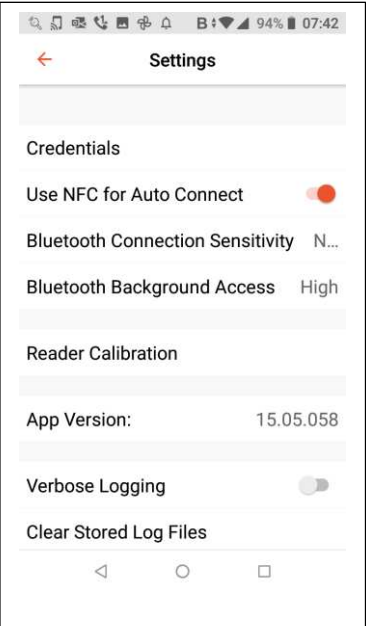 B 94% 07:42
Settings
Credentials
Use NFC for Auto Connect
Bluetooth Connection Sensitivity N...
Bluetooth Background Access High
Reader Calibration
App Version: 15.05.058
Verbose Logging
Clear Stored Log Files